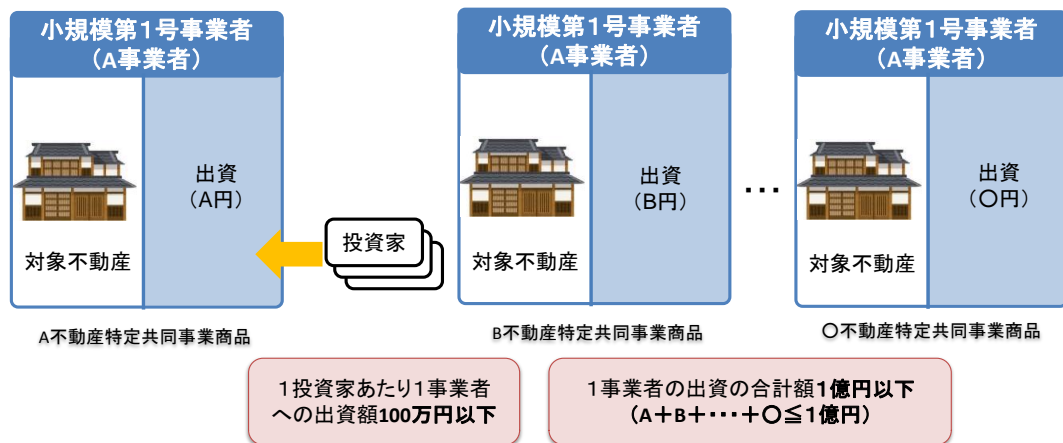 小規模第1号事業者
（A事業者）
対象不動産
出資
（A円）
A不動産特定共同事業商品
投資家
小規模第1号事業者
（A事業者）
対象不動産
出資
（B円）
B不動産特定共同事業商品
…
小規模第1号事業者
（A事業者）
対象不動産
出資
（〇円）
〇不動産特定共同事業商品
1投資家あたり1事業者
への出資額100万円以下
1事業者の出資の合計額1億円以下
（A＋B＋・・・＋〇≦1億円）